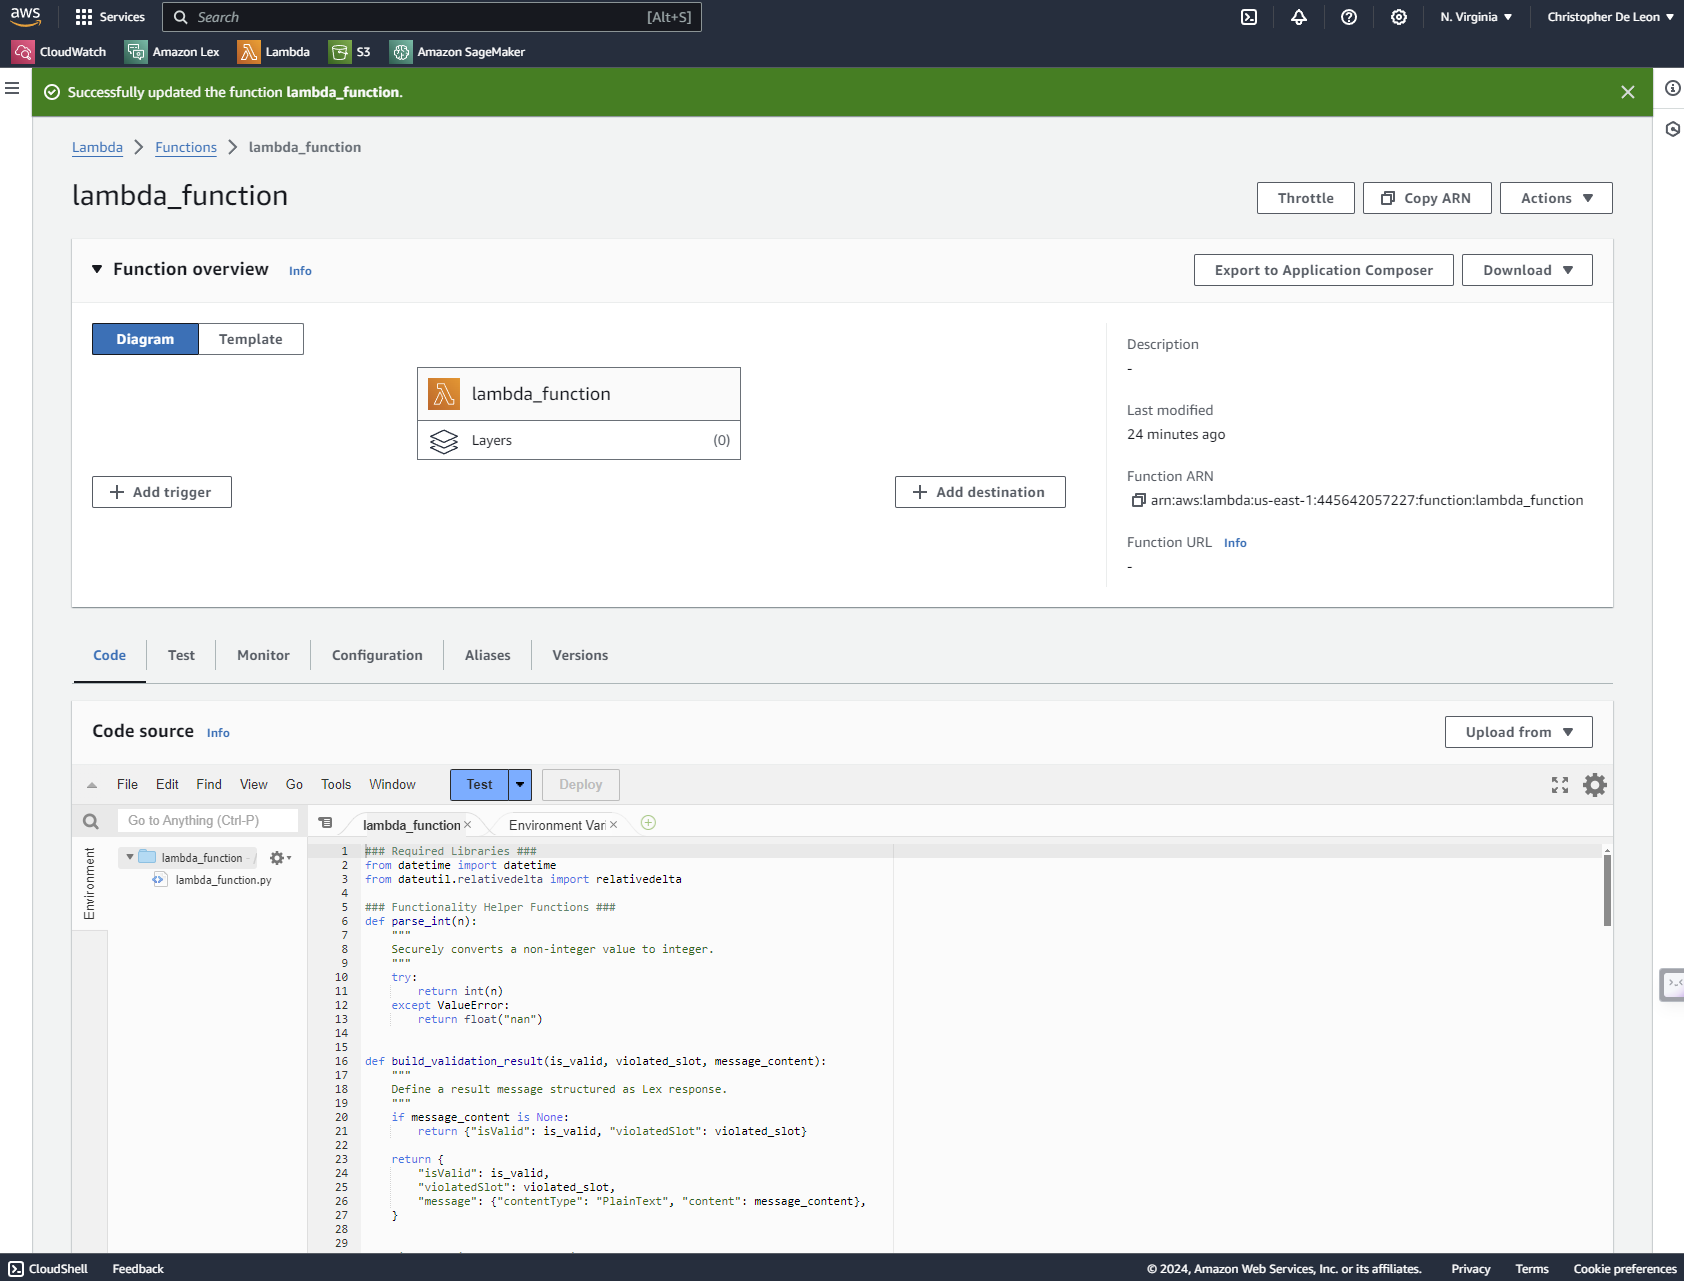 aws
Services
Search
[Alt+S]
N. Virginia
Christopher De Leon
CloudWatch
Amazon Lex
Lambda
S3
Amazon SageMaker
Successfully updated the function lambda_function.
Lambda
Functions
lambda_function
lambda_function
Throttle
Copy ARN
Actions
Function overview
Info
Export to Application Composer
Download
Diagram
Template
lambda_function
Layers
(0)
Add trigger
Add destination
Description
-
Last modified
24 minutes ago
Function ARN
arn:aws:lambda:us-east-1:445642057227:function:lambda_function
Function URL Info
-
Code
Test
Monitor
Configuration
Aliases
Versions
Code source
Info
Upload from
File
Edit
Find
View
Go
Tools
Window
Test
Deploy
Go to Anything (Ctrl-P)
lambda_function
Environment Vari
Environment
lambda_function - /
lambda_function.py
1 ### Required Libraries ###
2 from datetime import datetime
3 from dateutil.relativedelta import relativedelta
4
5 ### Functionality Helper Functions ###
6 def parse_int(n):
7 """
8 Securely converts a non-integer value to integer.
9 """
10 try:
11 return int(n)
12 except ValueError:
13 return float("nan")
14
15
16 def build_validation_result(is_valid, violated_slot, message_content):
17 """
18 Define a result message structured as Lex response.
19 """
20 if message_content is None:
21 return {"isValid": is_valid, "violatedSlot": violated_slot}
22
23 return {
24 "isValid": is_valid,
25 "violatedSlot": violated_slot,
26 "message": {"contentType": "PlainText", "content": message_content},
27 }
28
29
CloudShell
Feedback
© 2024, Amazon Web Services, Inc. or its affiliates.
Privacy
Terms
Cookie preferences